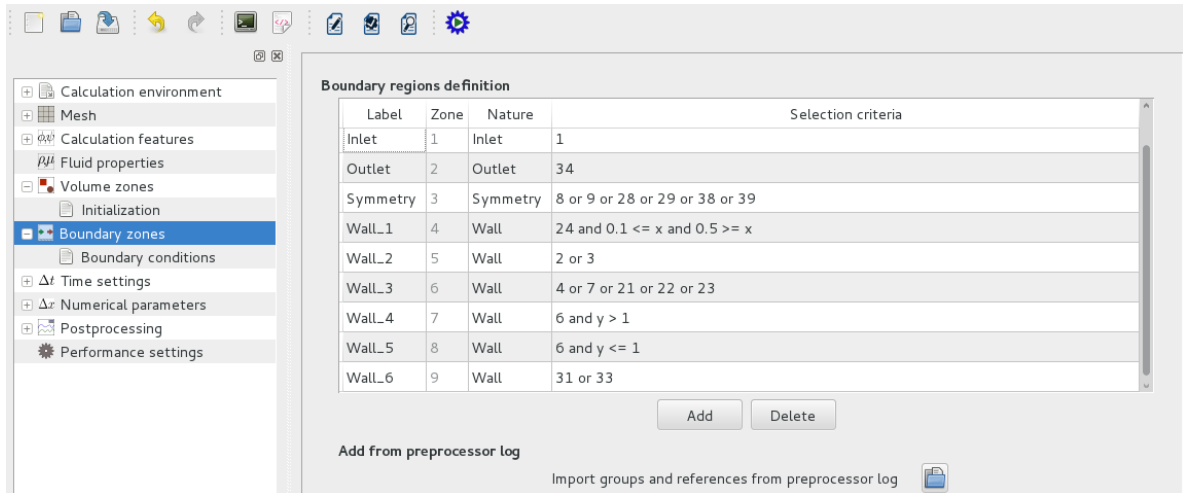 Calculation environment
Mesh
Calculation features
Fluid properties
Volume zones
Initialization
Boundary zones
Boundary conditions
Δt Time settings
Δx Numerical parameters
Postprocessing
Performance settings
Boundary regions definition
Label Zone Nature Selection criteria
Inlet 1 Inlet 1
Outlet 2 Outlet 34
Symmetry 3 Symmetry 8 or 9 or 28 or 29 or 38 or 39
Wall_1 4 Wall 24 and 0.1 <= x and 0.5 >= x
Wall_2 5 Wall 2 or 3
Wall_3 6 Wall 4 or 7 or 21 or 22 or 23
Wall_4 7 Wall 6 and y > 1
Wall_5 8 Wall 6 and y <= 1
Wall_6 9 Wall 31 or 33
Add Delete
Add from preprocessor log
Import groups and references from preprocessor log